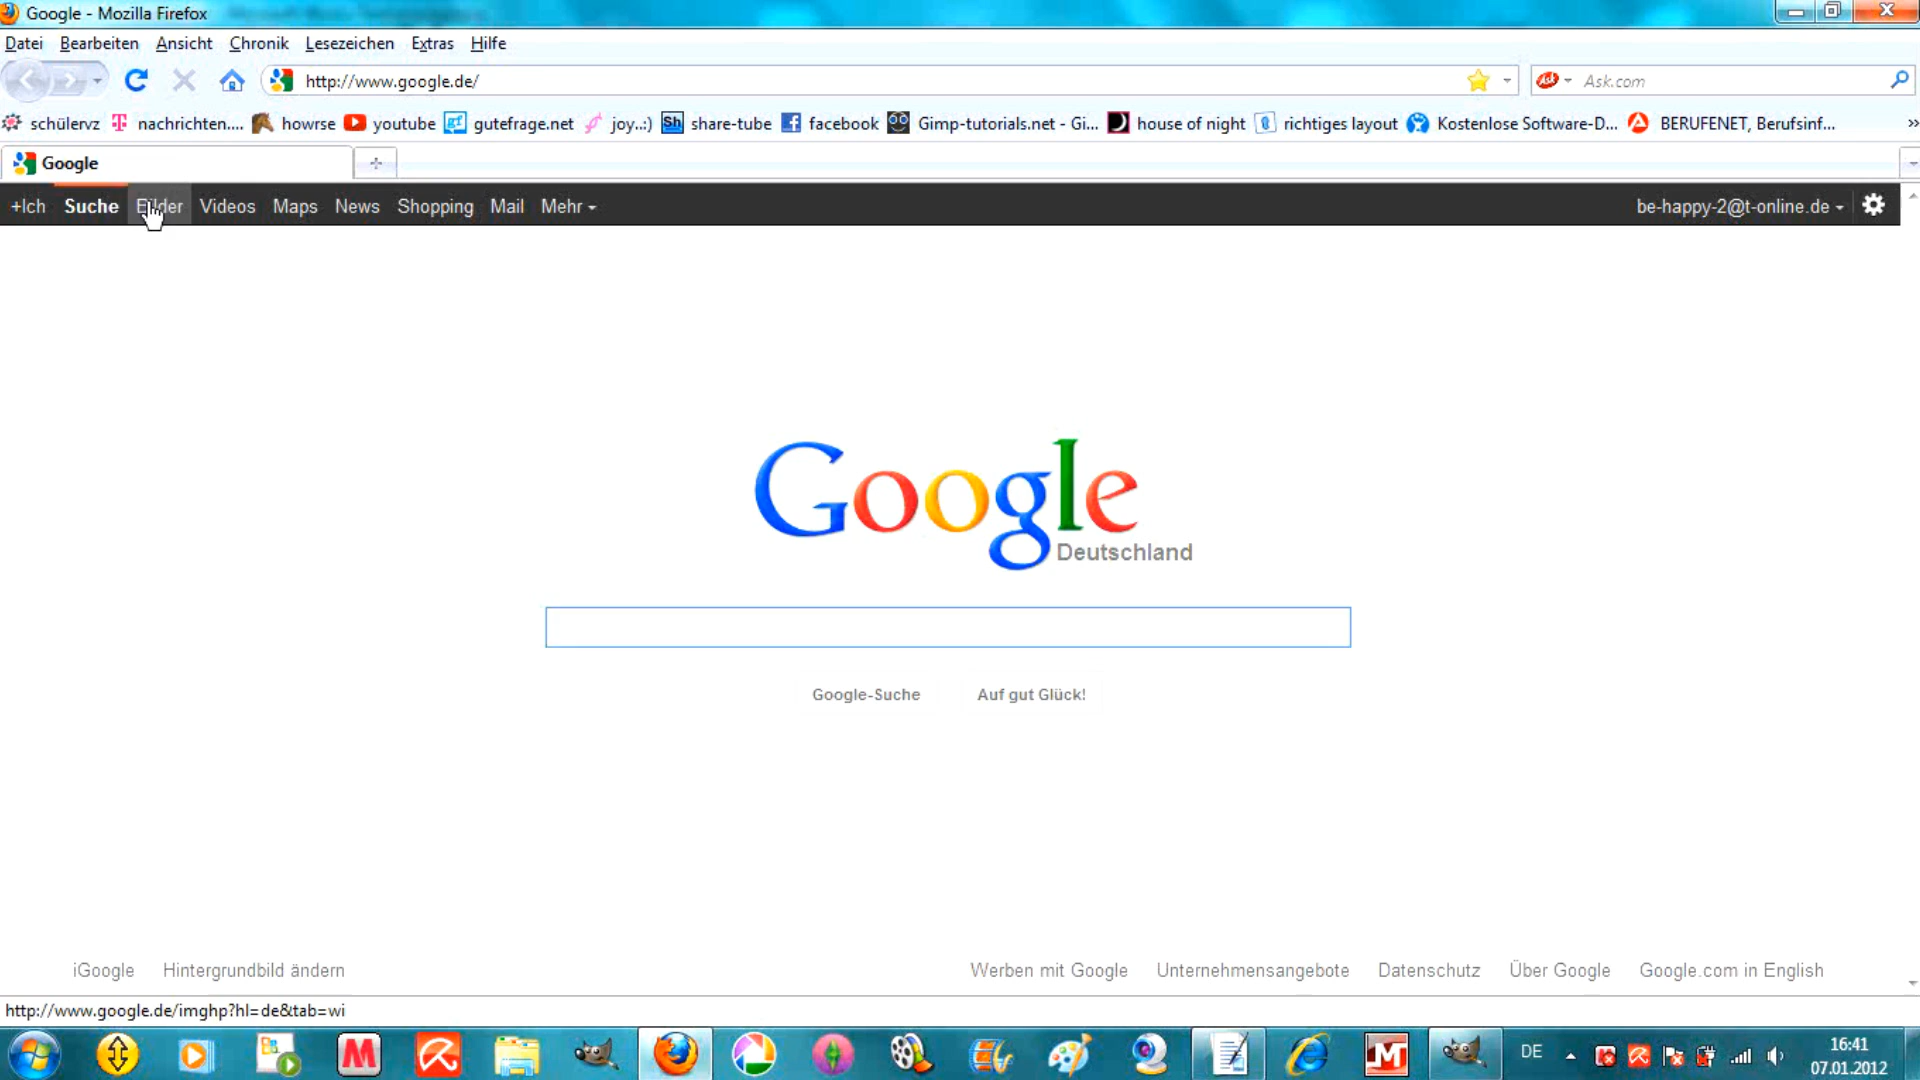 Google - Mozilla Firefox
Datei Bearbeiten Ansicht Chronik Lesezeichen Extras Hilfe
http://www.google.de/ Ask Ask.com
schülervz T nachrichten.... howrse youtube gf gutefrage.net joy..:) Sh share-tube f facebook Gimp-tutorials.net - Gi... house of night richtiges layout Kostenlose Software-D... BERUFENET, Berufsinf... »
Google
+Ich Suche Bilder Videos Maps News Shopping Mail Mehr be-happy-2@t-online.de
Google
Deutschland
Google-Suche Auf gut Glück!
iGoogle Hintergrundbild ändern Werben mit Google Unternehmensangebote Datenschutz Über Google Google.com in English
http://www.google.de/imghp?hl=de&tab=wi
M M DE 16:41
07.01.2012